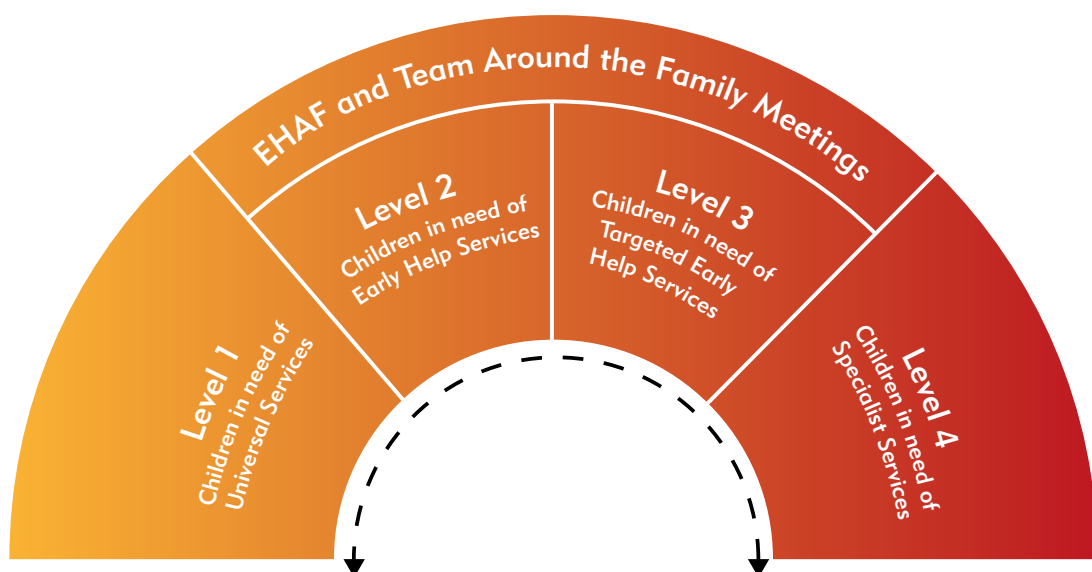 EHAF and Team Around the Family Meetings
Level 1
Children in need of
Universal Services
Level 2
Children in need of
Early Help Services
Level 3
Children in need of
Targeted Early
Help Services
Level 4
Children in need of
Specialist Services